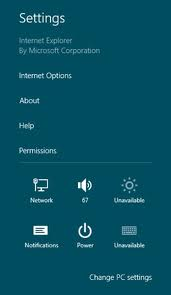 Settings
Internet Explorer
By Microsoft Corporation
Internet Options
About
Help
Permissions
Network 67 Unavailable
Notifications Power Unavailable
Change PC settings